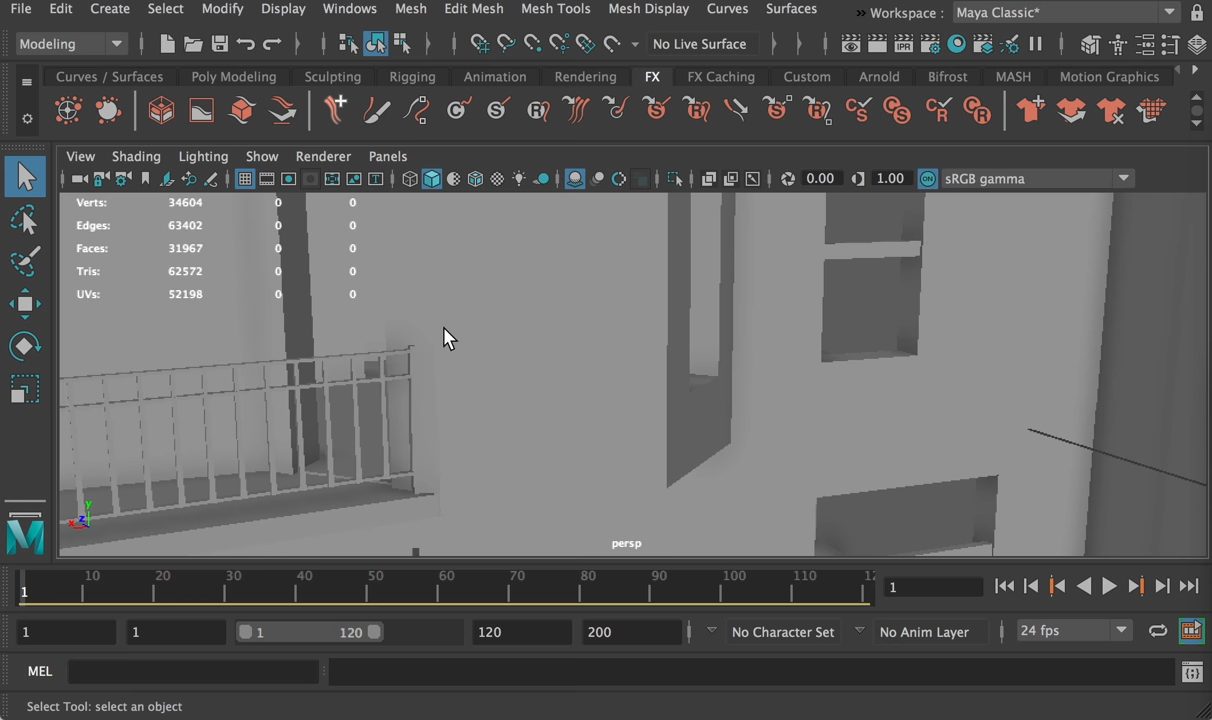 File Edit Create Select Modify Display Windows Mesh Edit Mesh Mesh Tools Mesh Display Curves Surfaces » Workspace : Maya Classic*
Modeling No Live Surface IPR
Curves / Surfaces Poly Modeling Sculpting Rigging Animation Rendering FX FX Caching Custom Arnold Bifrost MASH Motion Graphics
View Shading Lighting Show Renderer Panels
0.00 1.00 ON sRGB gamma
Verts: 34604 0 0
Edges: 63402 0 0
Faces: 31967 0 0
Tris: 62572 0 0
UVs: 52198 0 0
y
x z
persp
10 20 30 40 50 60 70 80 90 100 110 12
1 1
1 1 1 120 120 200 No Character Set No Anim Layer 24 fps
MEL
Select Tool: select an object